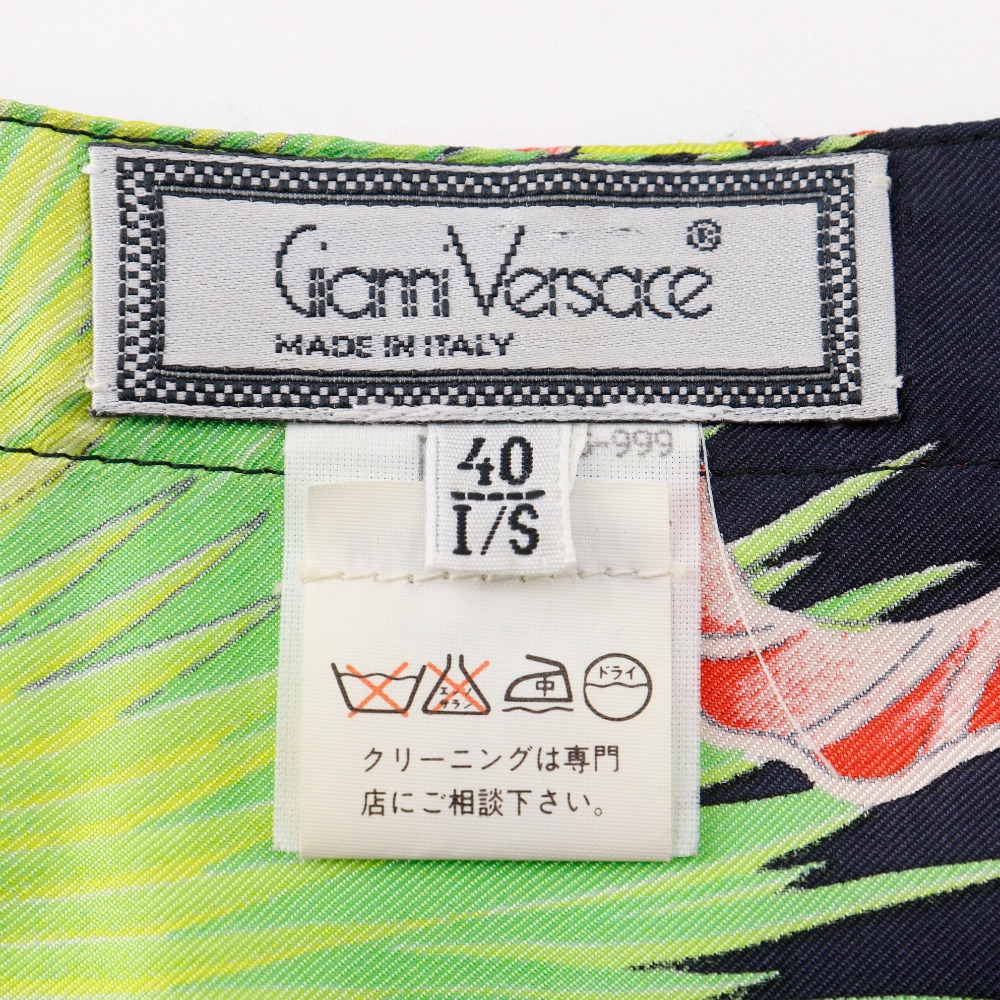 Gianni Versace®
MADE IN ITALY
-999
40
I/S
エンソ
サラシ
中
ドライ
クリーニングは専門
店にご相談下さい。